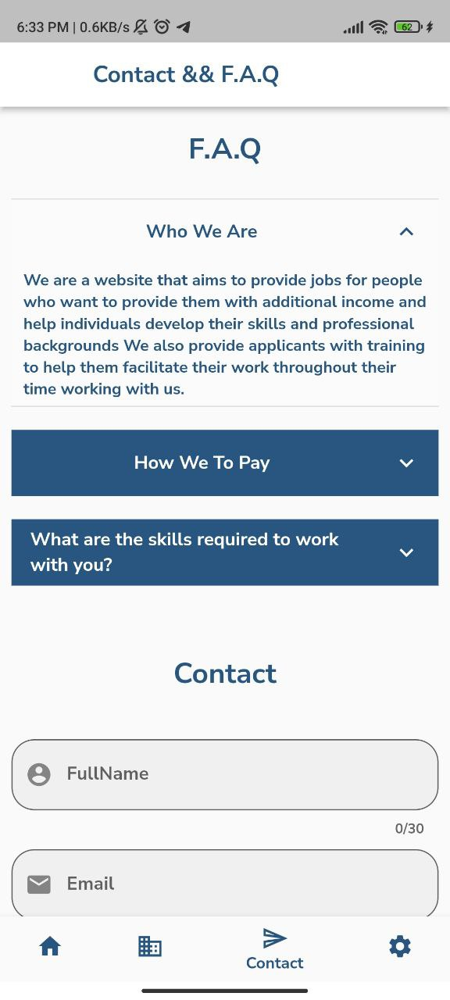 6:33 PM | 0.6KB/s
62
Contact && F.A.Q
F.A.Q
Who We Are
We are a website that aims to provide jobs for people
who want to provide them with additional income and
help individuals develop their skills and professional
backgrounds We also provide applicants with training
to help them facilitate their work throughout their
time working with us.
How We To Pay
What are the skills required to work
with you?
Contact
FullName
0/30
Email
Contact